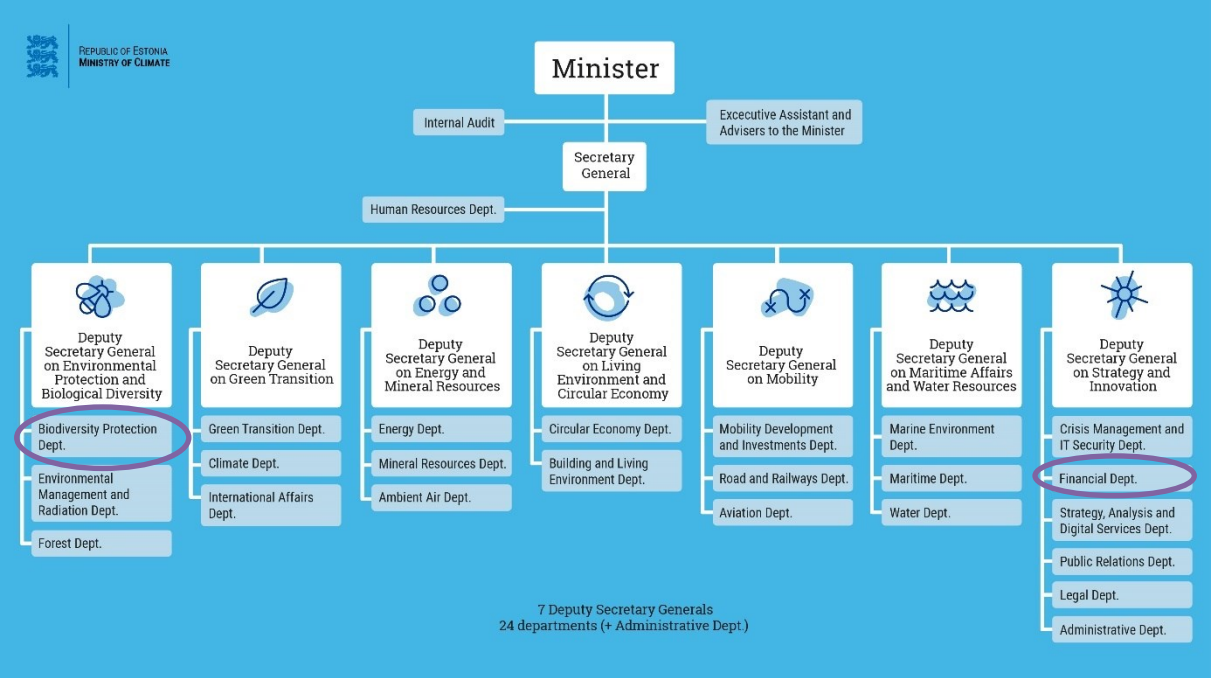 REPUBLIC OF ESTONIA
MINISTRY OF CLIMATE
Minister
Internal Audit
Excecutive Assistant and
Advisers to the Minister
Secretary
General
Human Resources Dept.
Deputy
Secretary General
on Environmental
Protection and
Biological Diversity
Biodiversity Protection
Dept.
Environmental
Management and
Radiation Dept.
Forest Dept.
Deputy
Secretary General
on Green Transition
Green Transition Dept.
Climate Dept.
International Affairs
Dept.
Deputy
Secretary General
on Energy and
Mineral Resources
Energy Dept.
Mineral Resources Dept.
Ambient Air Dept.
Deputy
Secretary General
on Living
Environment and
Circular Economy
Circular Economy Dept.
Building and Living
Environment Dept.
Deputy
Secretary General
on Mobility
Mobility Development
and Investments Dept.
Road and Railways Dept.
Aviation Dept.
Deputy
Secretary General
on Maritime Affairs
and Water Resources
Marine Environment
Dept.
Maritime Dept.
Water Dept.
Deputy
Secretary General
on Strategy and
Innovation
Crisis Management and
IT Security Dept.
Financial Dept.
Strategy, Analysis and
Digital Services Dept.
Public Relations Dept.
Legal Dept.
Administrative Dept.
7 Deputy Secretary Generals
24 departments (+ Administrative Dept.)